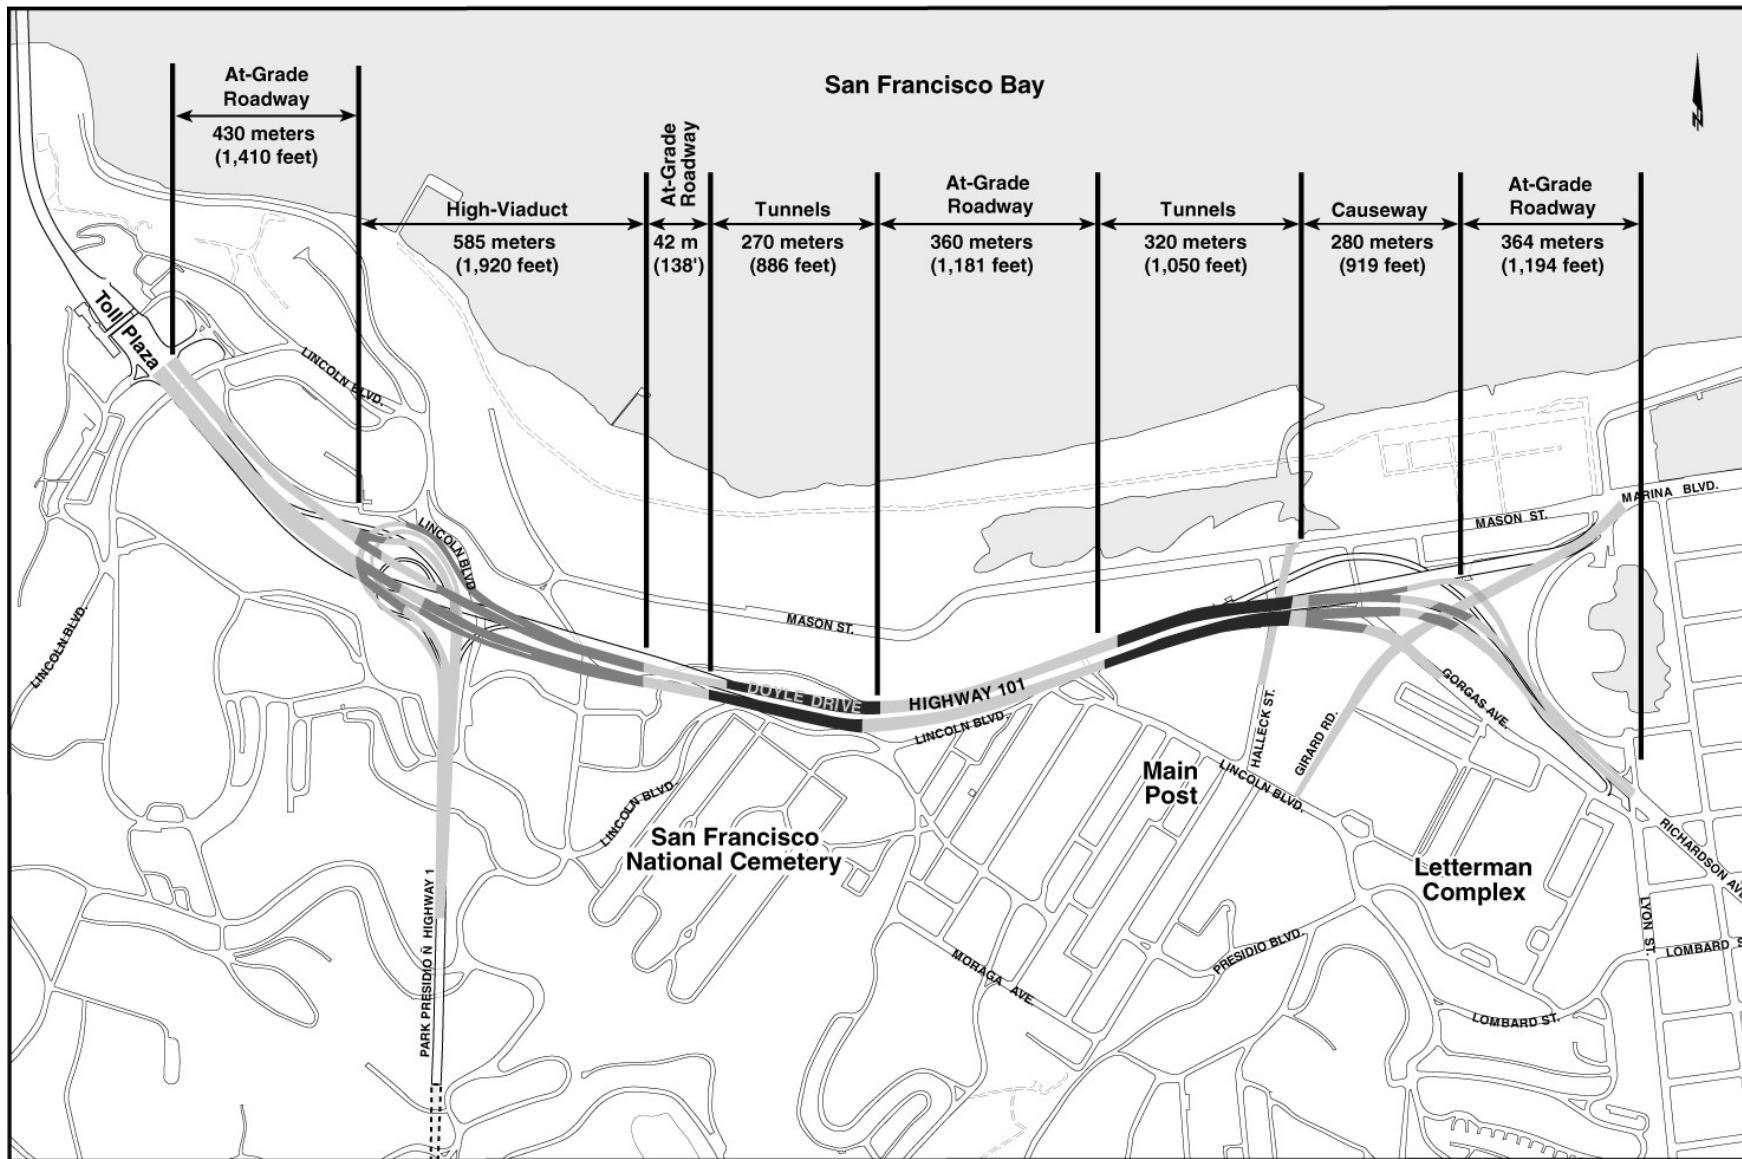 San Francisco Bay
At-Grade
Roadway
430 meters
(1,410 feet)
High-Viaduct
585 meters
(1,920 feet)
At-Grade
Roadway
42 m
(138')
Tunnels
270 meters
(886 feet)
At-Grade
Roadway
360 meters
(1,181 feet)
Tunnels
320 meters
(1,050 feet)
Causeway
280 meters
(919 feet)
At-Grade
Roadway
364 meters
(1,194 feet)
N
Toll Plaza
LINCOLN BLVD.
LINCOLN BLVD
LINCOLN BLVD.
MASON ST.
MASON ST.
MARINA BLVD.
DOYLE DRIVE
HIGHWAY 101
LINCOLN BLVD.
LINCOLN BLVD.
HALLECK ST.
GIRARD RD.
GORGAS AVE.
LINCOLN BLVD.
Main
Post
San Francisco
National Cemetery
Letterman
Complex
RICHARDSON AVE
PARK PRESIDIO Ñ HIGHWAY 1
MORAGA AVE.
PRESIDIO BLVD.
LYON ST.
LOMBARD S
LOMBARD ST.